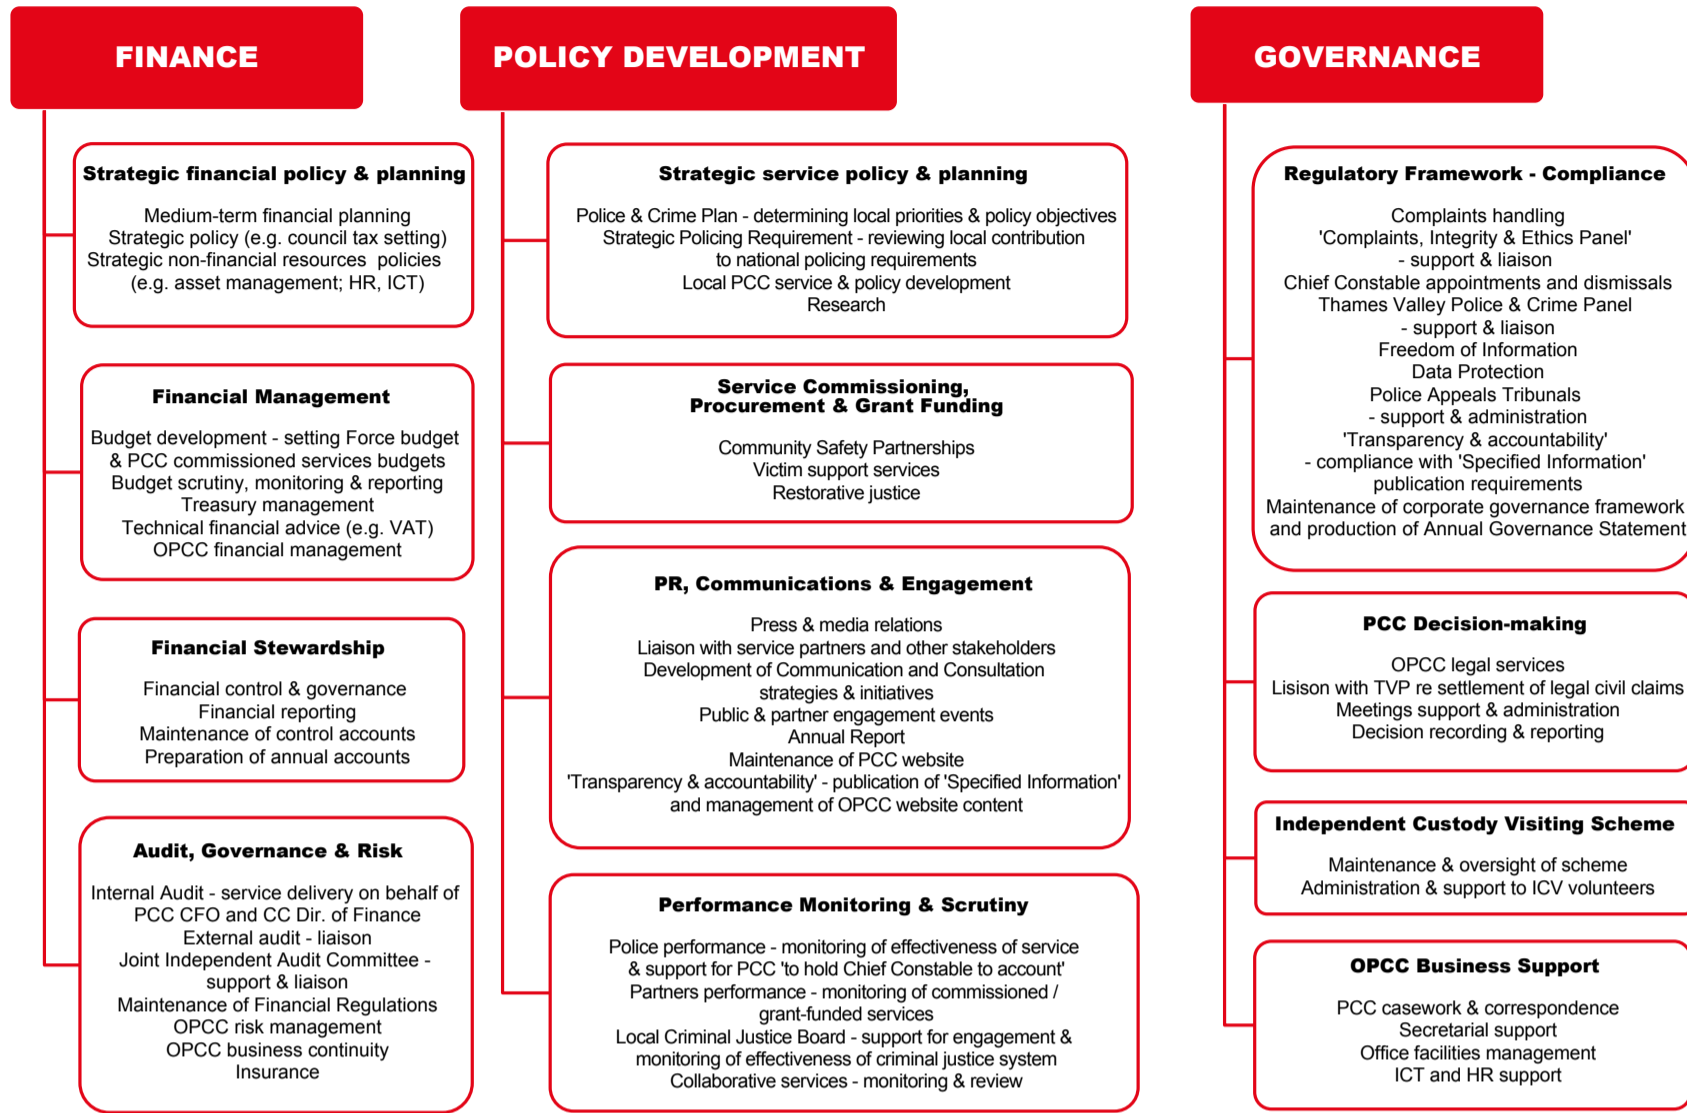 FINANCE
Strategic financial policy & planning
Medium-term financial planning
Strategic policy (e.g. council tax setting)
Strategic non-financial resources policies
(e.g. asset management; HR, ICT)
Financial Management
Budget development - setting Force budget
& PCC commissioned services budgets
Budget scrutiny, monitoring & reporting
Treasury management
Technical financial advice (e.g. VAT)
OPCC financial management
Financial Stewardship
Financial control & governance
Financial reporting
Maintenance of control accounts
Preparation of annual accounts
Audit, Governance & Risk
Internal Audit - service delivery on behalf of
PCC CFO and CC Dir. of Finance
External audit - liaison
Joint Independent Audit Committee -
support & liaison
Maintenance of Financial Regulations
OPCC risk management
OPCC business continuity
Insurance
POLICY DEVELOPMENT
Strategic service policy & planning
Police & Crime Plan - determining local priorities & policy objectives
Strategic Policing Requirement - reviewing local contribution
to national policing requirements
Local PCC service & policy development
Research
Service Commissioning,
Procurement & Grant Funding
Community Safety Partnerships
Victim support services
Restorative justice
PR, Communications & Engagement
Press & media relations
Liaison with service partners and other stakeholders
Development of Communication and Consultation
strategies & initiatives
Public & partner engagement events
Annual Report
Maintenance of PCC website
'Transparency & accountability' - publication of 'Specified Information'
and management of OPCC website content
Performance Monitoring & Scrutiny
Police performance - monitoring of effectiveness of service
& support for PCC 'to hold Chief Constable to account'
Partners performance - monitoring of commissioned /
grant-funded services
Local Criminal Justice Board - support for engagement &
monitoring of effectiveness of criminal justice system
Collaborative services - monitoring & review
GOVERNANCE
Regulatory Framework - Compliance
Complaints handling
'Complaints, Integrity & Ethics Panel'
- support & liaison
Chief Constable appointments and dismissals
Thames Valley Police & Crime Panel
- support & liaison
Freedom of Information
Data Protection
Police Appeals Tribunals
- support & administration
'Transparency & accountability'
- compliance with 'Specified Information'
publication requirements
Maintenance of corporate governance framework
and production of Annual Governance Statement
PCC Decision-making
OPCC legal services
Lisison with TVP re settlement of legal civil claims
Meetings support & administration
Decision recording & reporting
Independent Custody Visiting Scheme
Maintenance & oversight of scheme
Administration & support to ICV volunteers
OPCC Business Support
PCC casework & correspondence
Secretarial support
Office facilities management
ICT and HR support